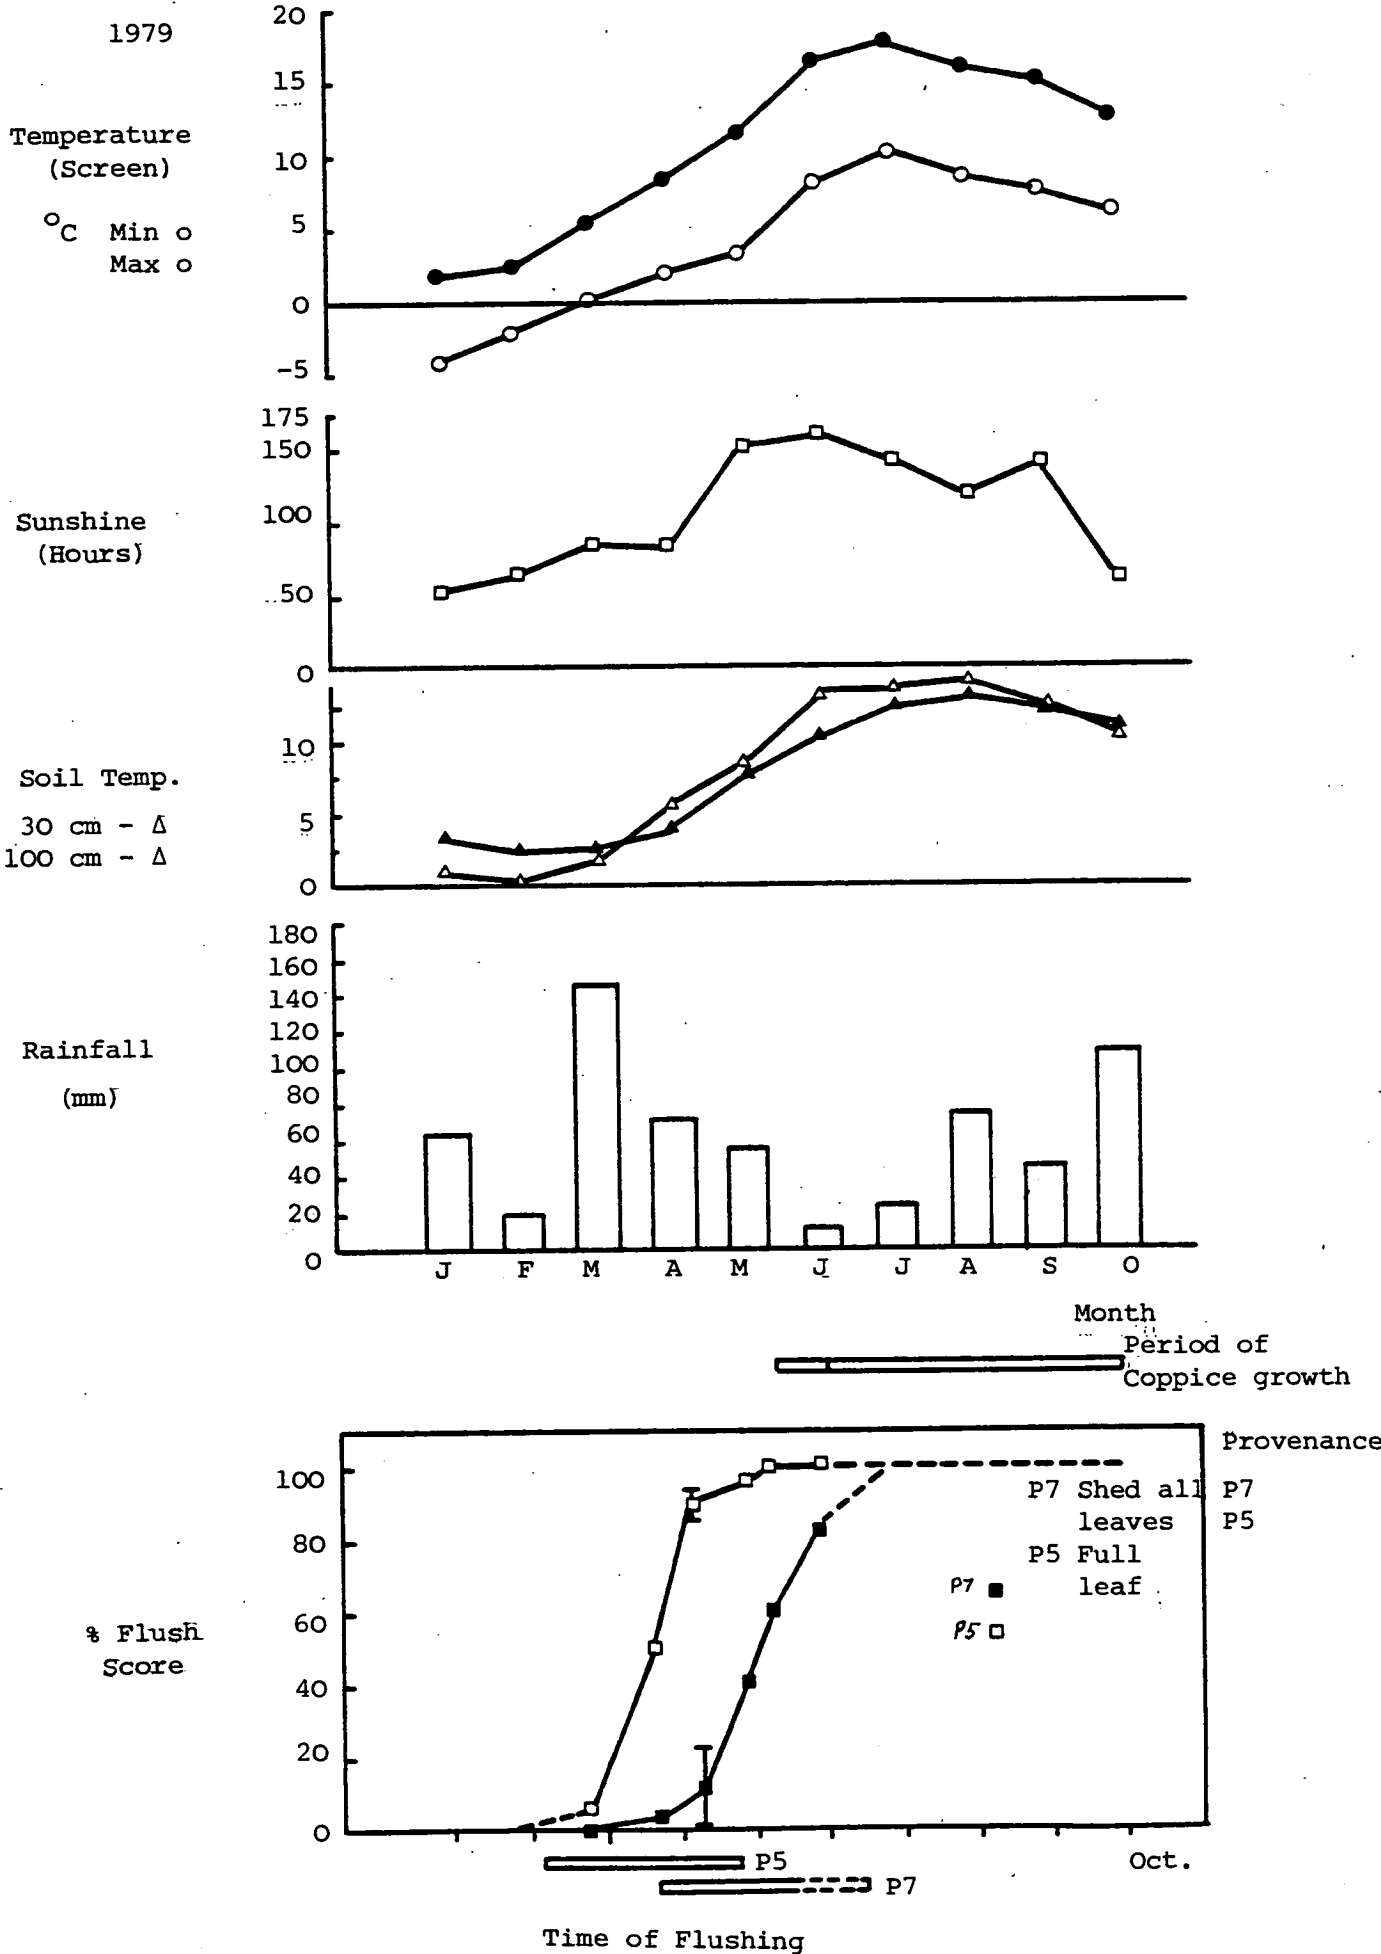 1979
20
15
10
5
0
-5
Temperature
(Screen)
°C Min o
Max o
175
150
100
50
0
Sunshine
(Hours)
10
5
0
Soil Temp.
30 cm - Δ
100 cm - Δ
180
160
140
120
100
80
60
40
20
0
Rainfall
(mm)
J F M A M J J A S O
Month
Period of
Coppice growth
Provenance
100
80
60
40
20
0
% Flush
Score
P7 Shed all P7
leaves P5
P5 Full
leaf
P7
P5
P5
Oct.
P7
Time of Flushing